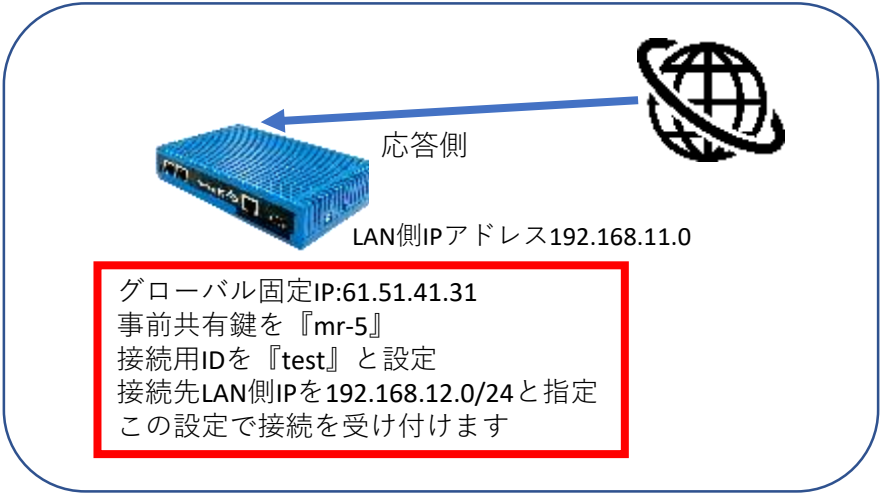 応答側
LAN側IPアドレス192.168.11.0
グローバル固定IP:61.51.41.31
事前共有鍵を『mr-5』
接続用IDを『test』と設定
接続先LAN側IPを192.168.12.0/24と指定
この設定で接続を受け付けます